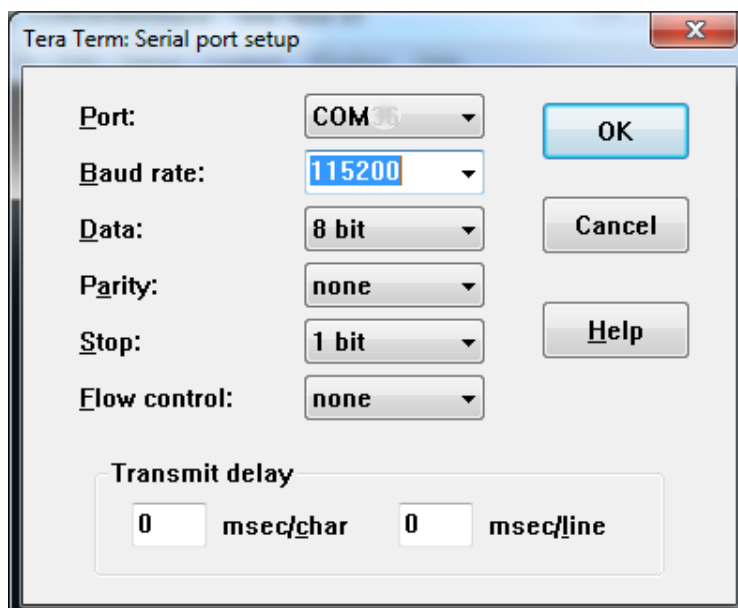 Tera Term: Serial port setup
Port: COM36 OK
Baud rate: 115200
Data: 8 bit Cancel
Parity: none
Stop: 1 bit Help
Flow control: none
Transmit delay
0 msec/char 0 msec/line